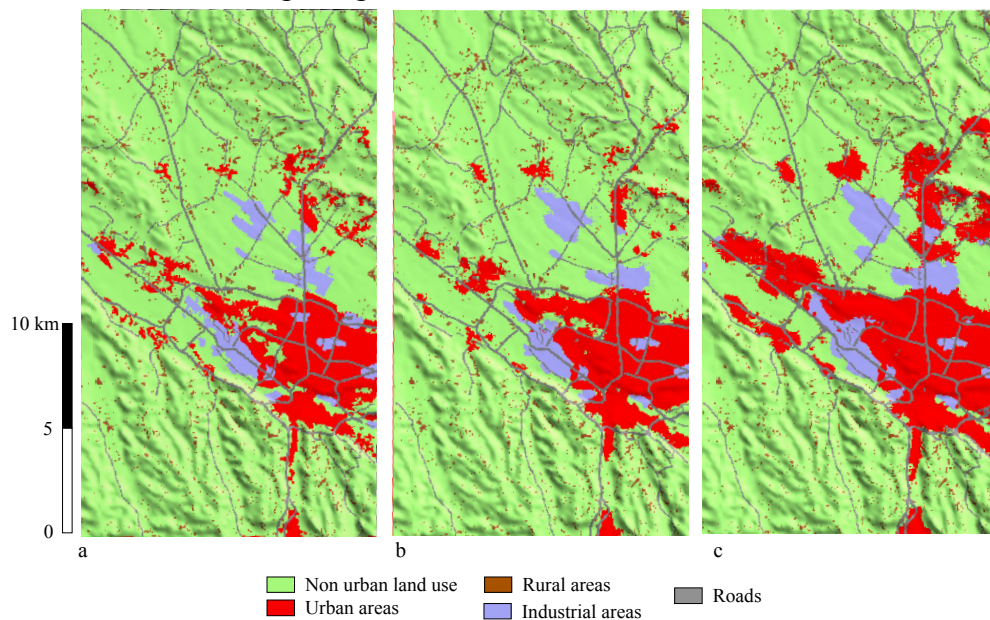 10 km
5
0
a b c
Non urban land use Rural areas Roads
Urban areas Industrial areas